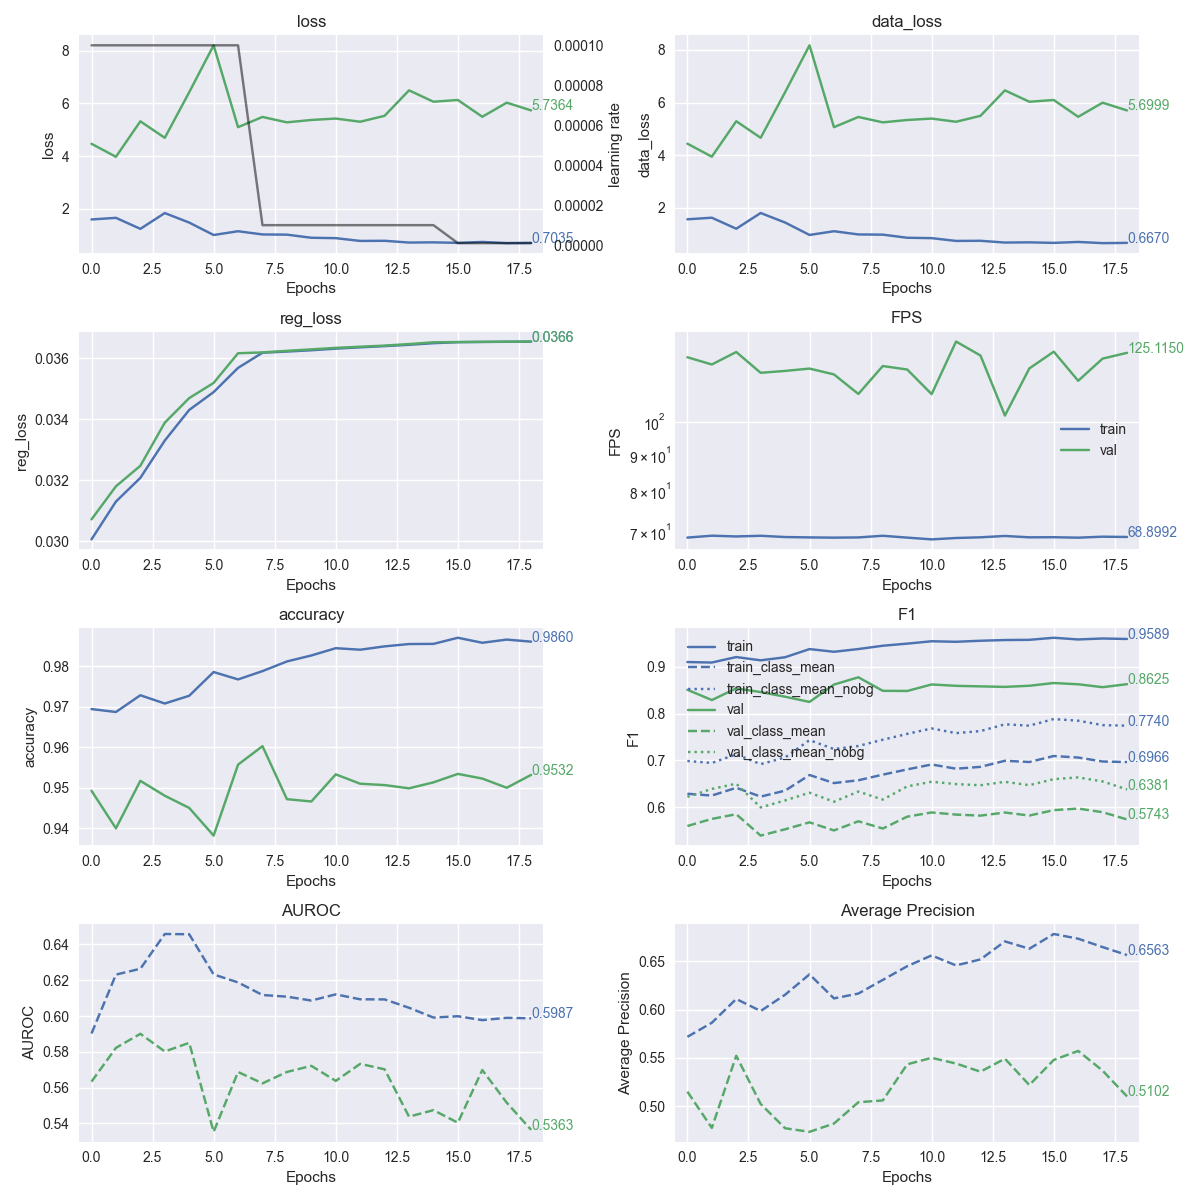 loss
8
6
4
2
loss
0.00010
0.00008
0.00006
0.00004
0.00002
0.00000
learning rate
5.7364
0.7035
0.0 2.5 5.0 7.5 10.0 12.5 15.0 17.5
Epochs
data_loss
8
6
4
2
data_loss
5.6999
0.6670
0.0 2.5 5.0 7.5 10.0 12.5 15.0 17.5
Epochs
reg_loss
0.036
0.034
0.032
0.030
reg_loss
0.0366
0.0 2.5 5.0 7.5 10.0 12.5 15.0 17.5
Epochs
FPS
10²
9 × 10¹
8 × 10¹
7 × 10¹
FPS
125.1150
train
val
68.8992
0.0 2.5 5.0 7.5 10.0 12.5 15.0 17.5
Epochs
accuracy
0.98
0.97
0.96
0.95
0.94
accuracy
0.9860
0.9532
0.0 2.5 5.0 7.5 10.0 12.5 15.0 17.5
Epochs
F1
0.9
0.8
0.7
0.6
F1
train
train_class_mean
train_class_mean_nobg
val
val_class_mean
val_class_mean_nobg
0.9589
0.8625
0.7740
0.6966
0.6381
0.5743
0.0 2.5 5.0 7.5 10.0 12.5 15.0 17.5
Epochs
AUROC
0.64
0.62
0.60
0.58
0.56
0.54
AUROC
0.5987
0.5363
0.0 2.5 5.0 7.5 10.0 12.5 15.0 17.5
Epochs
Average Precision
0.65
0.60
0.55
0.50
Average Precision
0.6563
0.5102
0.0 2.5 5.0 7.5 10.0 12.5 15.0 17.5
Epochs